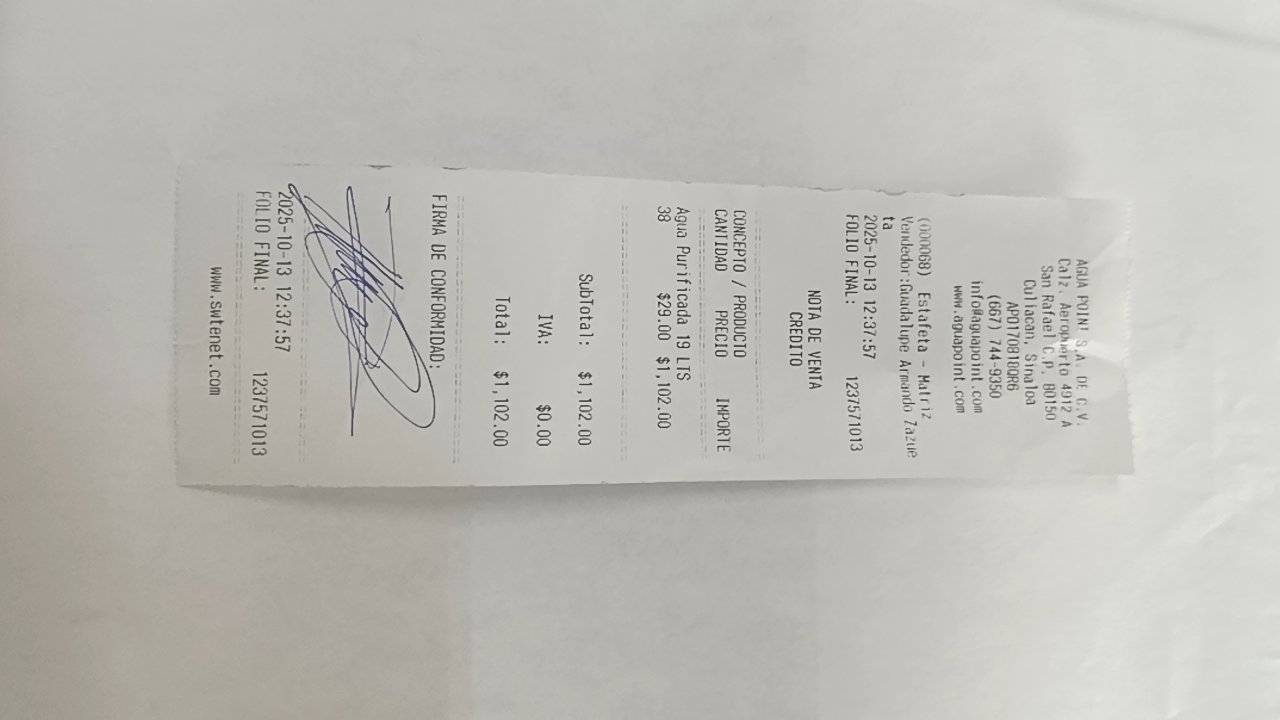 AGUA POINT S.A. DE C.V.
Calz. Aeropuerto 4912 A
San Rafael C.P. 80150
Culiacan, Sinaloa
APO170818QR6
(667) 744-9350
info@aguapoint.com
www.aguapoint.com
(000068) Estafeta - Matriz
Vendedor:Guadalupe Armando Zazue
ta
2025-10-13 12:37:57
FOLIO FINAL: 1237571013
NOTA DE VENTA
CREDITO
CONCEPTO / PRODUCTO
CANTIDAD PRECIO IMPORTE
Agua Purificada 19 LTS
38 $29.00 $1,102.00
SubTotal: $1,102.00
IVA: $0.00
Total: $1,102.00
FIRMA DE CONFORMIDAD:
2025-10-13 12:37:57
FOLIO FINAL: 1237571013
www.swtenet.com